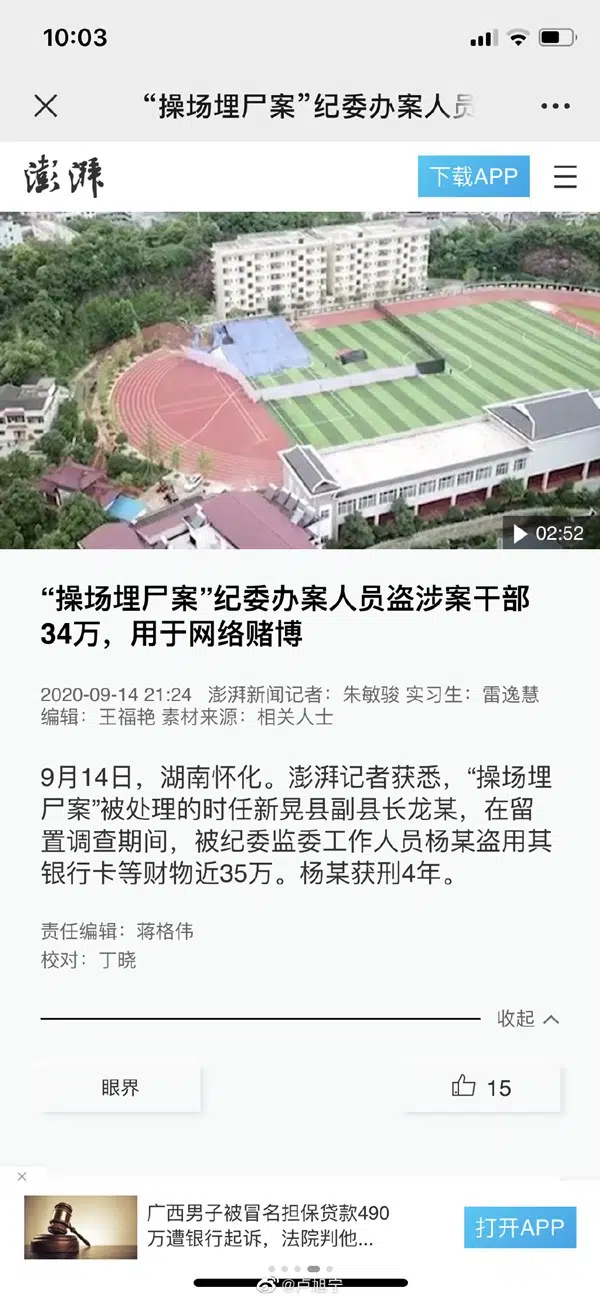 10:03
“操场埋尸案”纪委办案人员
澎湃
下载APP
02:52
“操场埋尸案”纪委办案人员盗涉案干部
34万，用于网络赌博
2020-09-14 21:24 澎湃新闻记者：朱敏骏 实习生：雷逸慧
编辑：王福艳 素材来源：相关人士
9月14日，湖南怀化。澎湃记者获悉，“操场埋
尸案”被处理的时任新晃县副县长龙某，在留
置调查期间，被纪委监委工作人员杨某盗用其
银行卡等财物近35万。杨某获刑4年。
责任编辑：蒋格伟
校对：丁晓
收起
眼界
15
广西男子被冒名担保贷款490
万遭银行起诉，法院判他...
打开APP
@卢旭宁